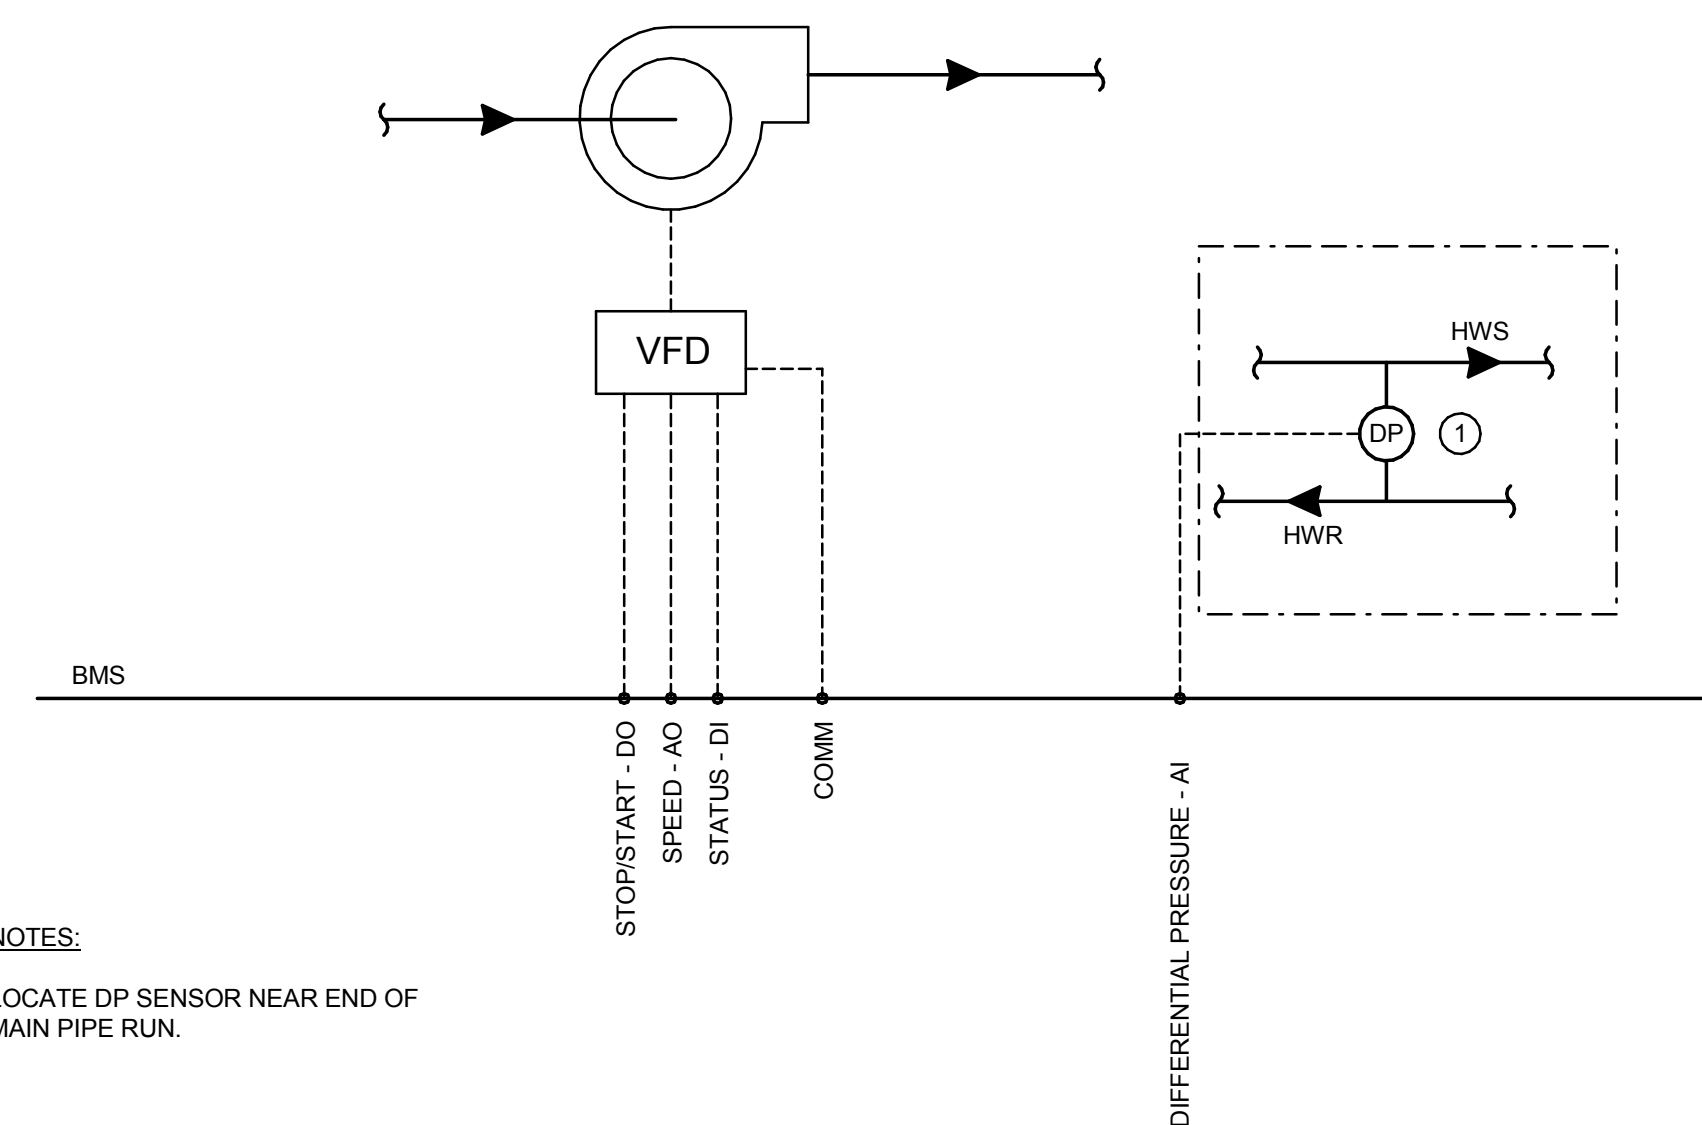 VFD
HWS
DP
1
HWR
BMS
STOP/START - DO
SPEED - AO
STATUS - DI
COMM
DIFFERENTIAL PRESSURE - AI
NOTES:
LOCATE DP SENSOR NEAR END OF
MAIN PIPE RUN.